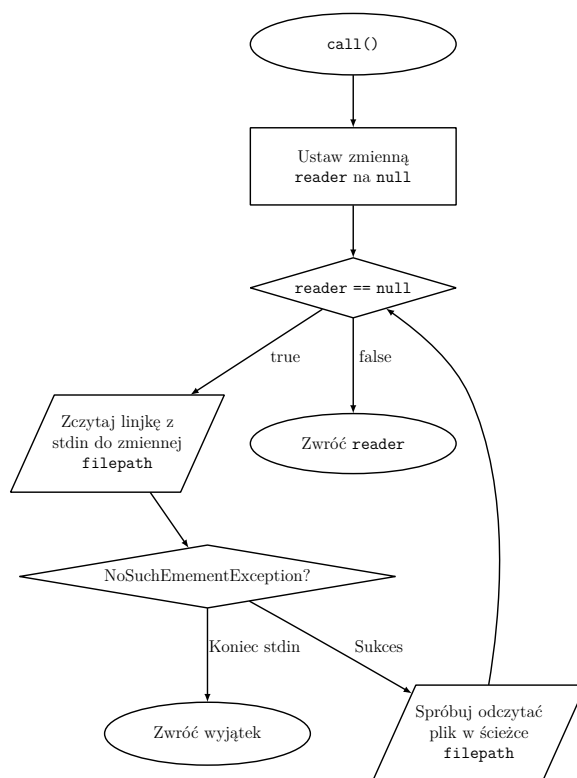 call()
Ustaw zmienną
reader na null
reader == null
true
false
Zczytaj linjkę z
stdin do zmiennej
filepath
Zwróć reader
NoSuchEmementException?
Koniec stdin
Sukces
Zwróć wyjątek
Spróbuj odczytać
plik w ścieżce
filepath